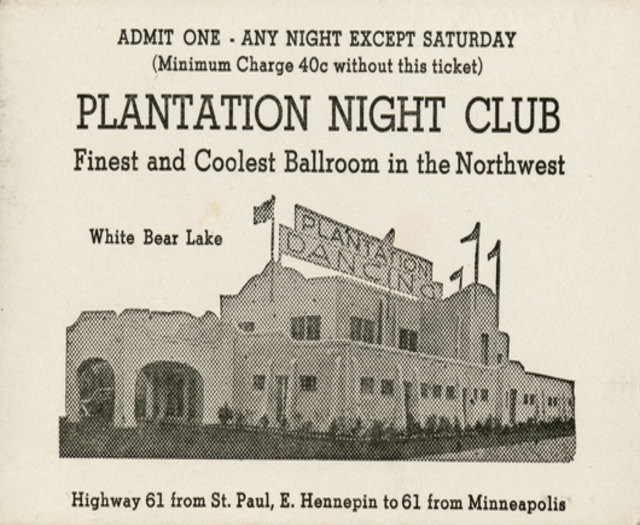 ADMIT ONE - ANY NIGHT EXCEPT SATURDAY
(Minimum Charge 40c without this ticket)
PLANTATION NIGHT CLUB
Finest and Coolest Ballroom in the Northwest
White Bear Lake
PLANTATION
DANCING
Highway 61 from St. Paul, E. Hennepin to 61 from Minneapolis